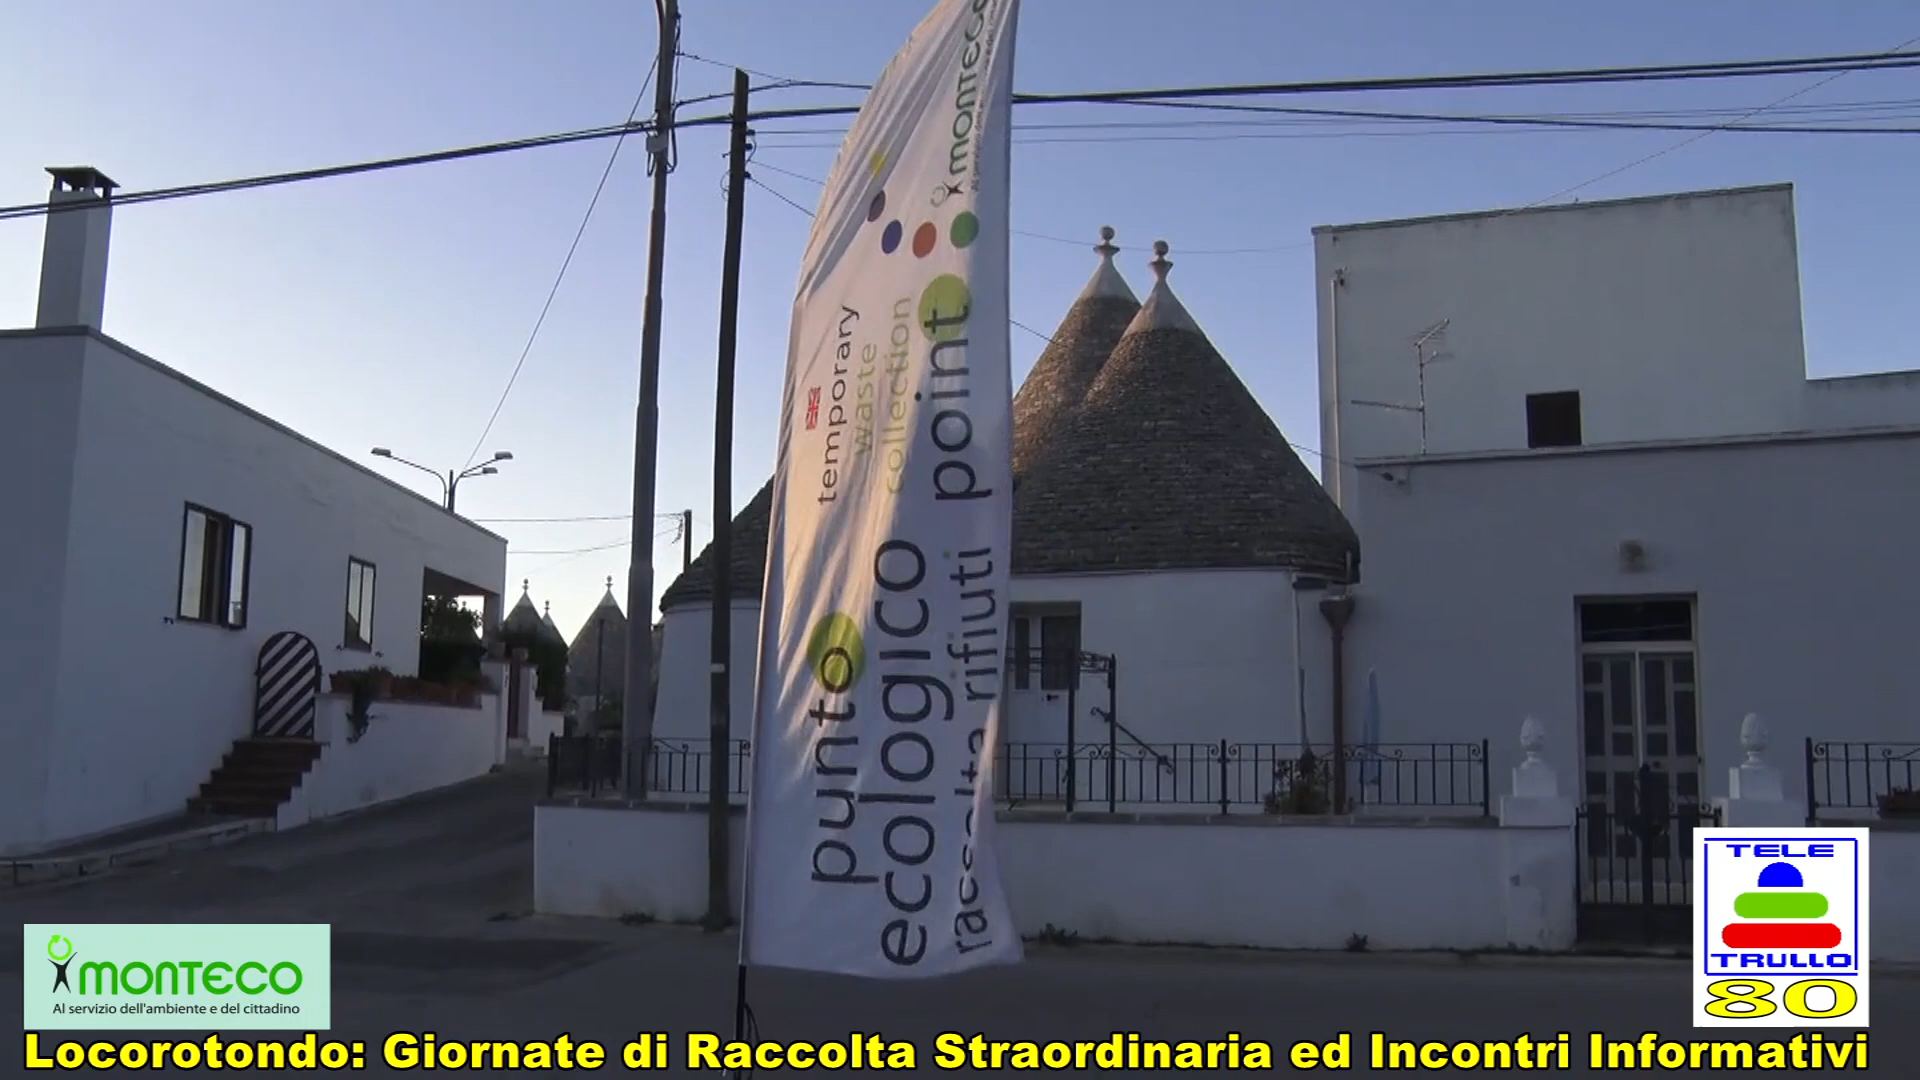 MONTECO
temporary
waste
collection
point
punto
ecologico
raccolta rifiuti
MONTECO
Al servizio dell'ambiente e del cittadino
TELE
TRULLO
80
Locorotondo: Giornate di Raccolta Straordinaria ed Incontri Informativi